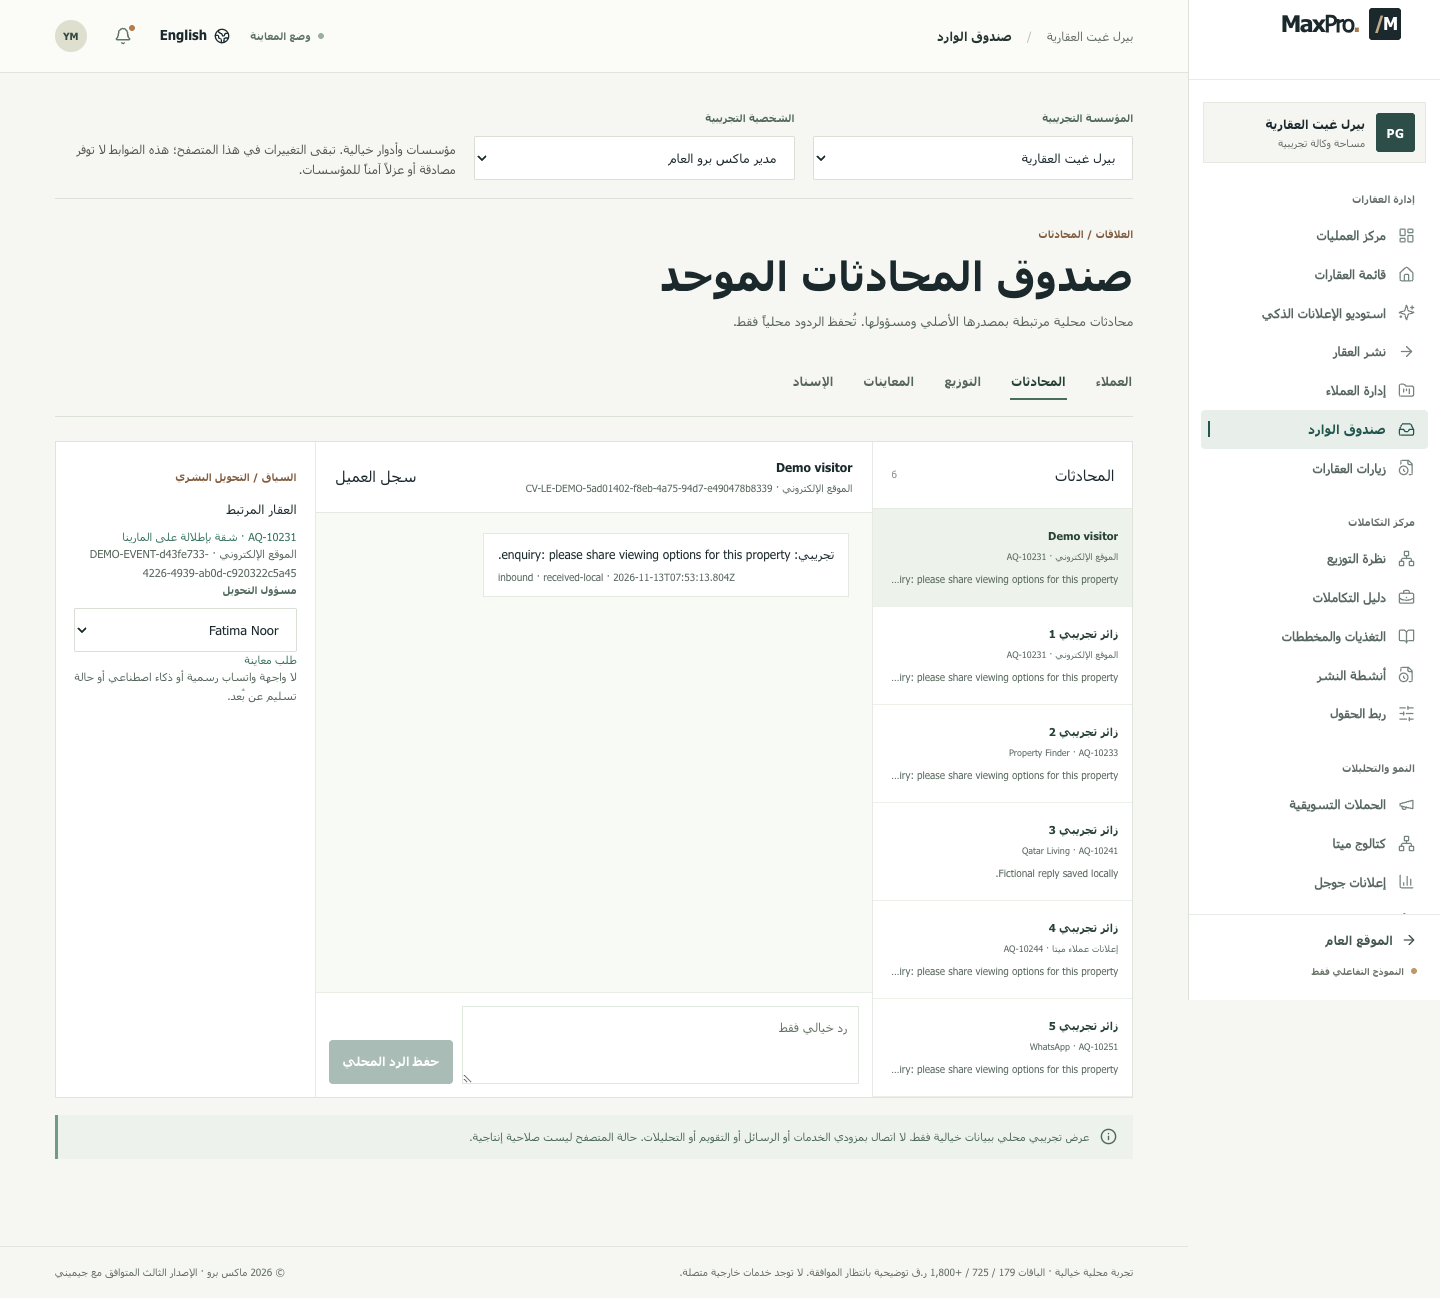 MaxPro. /M
PG
بيرل غيت العقارية
مساحة وكالة تجريبية
إدارة العقارات
مركز العمليات
قائمة العقارات
استوديو الإعلانات الذكي
نشر العقار
إدارة العملاء
صندوق الوارد
زيارات العقارات
مركز التكاملات
نظرة التوزيع
دليل التكاملات
التغذيات والمخططات
أنشطة النشر
ربط الحقول
النمو والتحليلات
الحملات التسويقية
كتالوج ميتا
إعلانات جوجل
الموقع العام
النموذج التفاعلي فقط
بيرل غيت العقارية / صندوق الوارد
وضع المعاينة
English
YM
المؤسسة التجريبية
بيرل غيت العقارية
الشخصية التجريبية
مدير ماكس برو العام
مؤسسات وأدوار خيالية. تبقى التغييرات في هذا المتصفح؛ هذه الضوابط لا توفر
مصادقة أو عزلاً آمناً للمؤسسات.
العلاقات / المحادثات
صندوق المحادثات الموحد
محادثات محلية مرتبطة بمصدرها الأصلي ومسؤولها. تُحفظ الردود محلياً فقط.
العملاء
المحادثات
التوزيع
المعاينات
الإسناد
المحادثات
6
Demo visitor
الموقع الإلكتروني · AQ-10231
...iry: please share viewing options for this property
زائر تجريبي 1
الموقع الإلكتروني · AQ-10231
...iry: please share viewing options for this property
زائر تجريبي 2
Property Finder · AQ-10233
...iry: please share viewing options for this property
زائر تجريبي 3
Qatar Living · AQ-10241
.Fictional reply saved locally
زائر تجريبي 4
إعلانات عملاء ميتا · AQ-10244
...iry: please share viewing options for this property
زائر تجريبي 5
WhatsApp · AQ-10251
...iry: please share viewing options for this property
Demo visitor
الموقع الإلكتروني · CV-LE-DEMO-5ad01402-f8eb-4a75-94d7-e490478b8339
سجل العميل
تجريبي: enquiry: please share viewing options for this property.
inbound · received-local · 2026-11-13T07:53:13.804Z
رد خيالي فقط
حفظ الرد المحلي
السياق / التحويل البشري
العقار المرتبط
AQ-10231 · شقة بإطلالة على المارينا
الموقع الإلكتروني · DEMO-EVENT-d43fe733-
4226-4939-ab0d-c920322c5a45
مسؤول التحويل
Fatima Noor
طلب معاينة
لا واجهة واتساب رسمية أو ذكاء اصطناعي أو حالة
تسليم عن بُعد.
عرض تجريبي محلي ببيانات خيالية فقط. لا اتصال بمزودي الخدمات أو الرسائل أو التقويم أو التحليلات. حالة المتصفح ليست صلاحية إنتاجية.
تجربة محلية خيالية · الباقات 179 / 725 / +1,800 ر.ق توضيحية بانتظار الموافقة. لا توجد خدمات خارجية متصلة.
© 2026 ماكس برو · الإصدار الثالث المتوافق مع جيميني